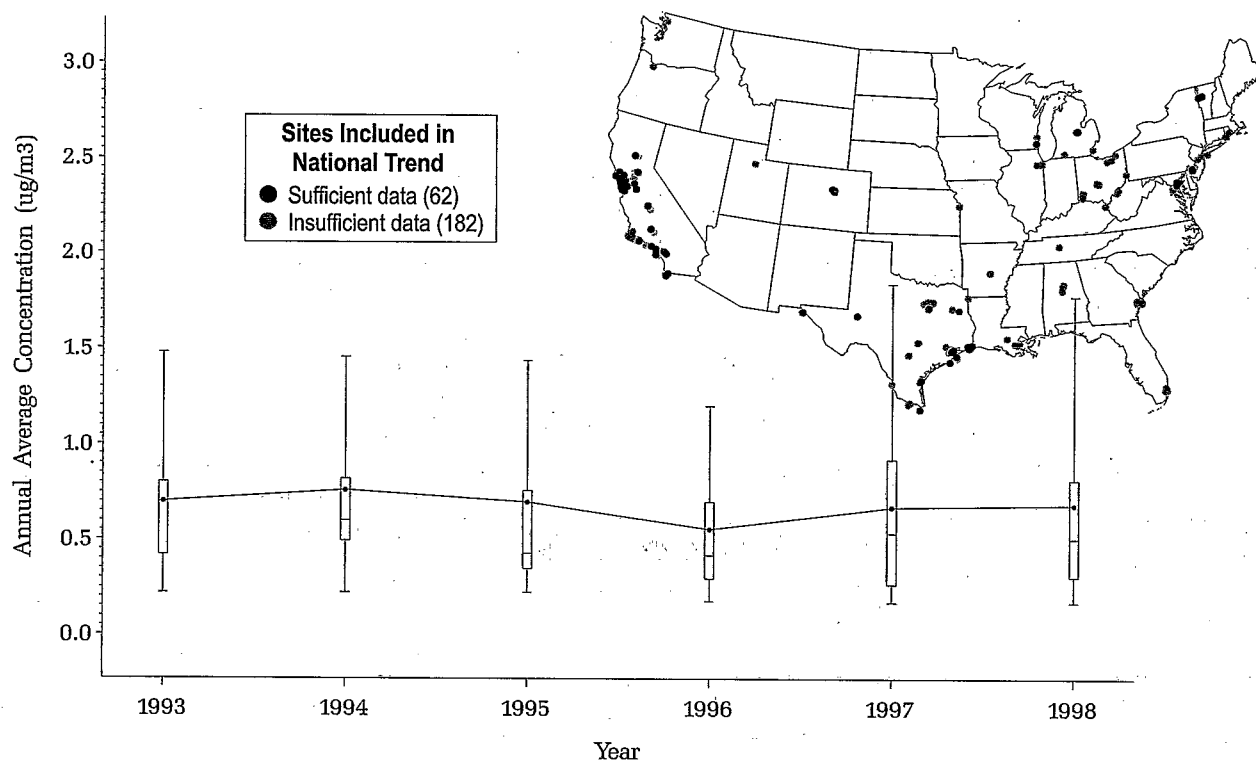 Annual Average Concentration (ug/m3)
3.0
2.5
2.0
1.5
1.0
0.5
0.0
Sites Included in
National Trend
Sufficient data (62)
Insufficient data (182)
1993
1994
1995
1996
1997
1998
Year